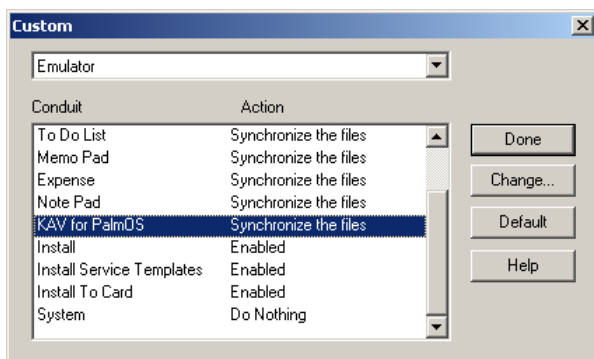 Custom
Emulator
Conduit Action
To Do List Synchronize the files
Memo Pad Synchronize the files
Expense Synchronize the files
Note Pad Synchronize the files
KAV for PalmOS Synchronize the files
Install Enabled
Install Service Templates Enabled
Install To Card Enabled
System Do Nothing
Done
Change...
Default
Help